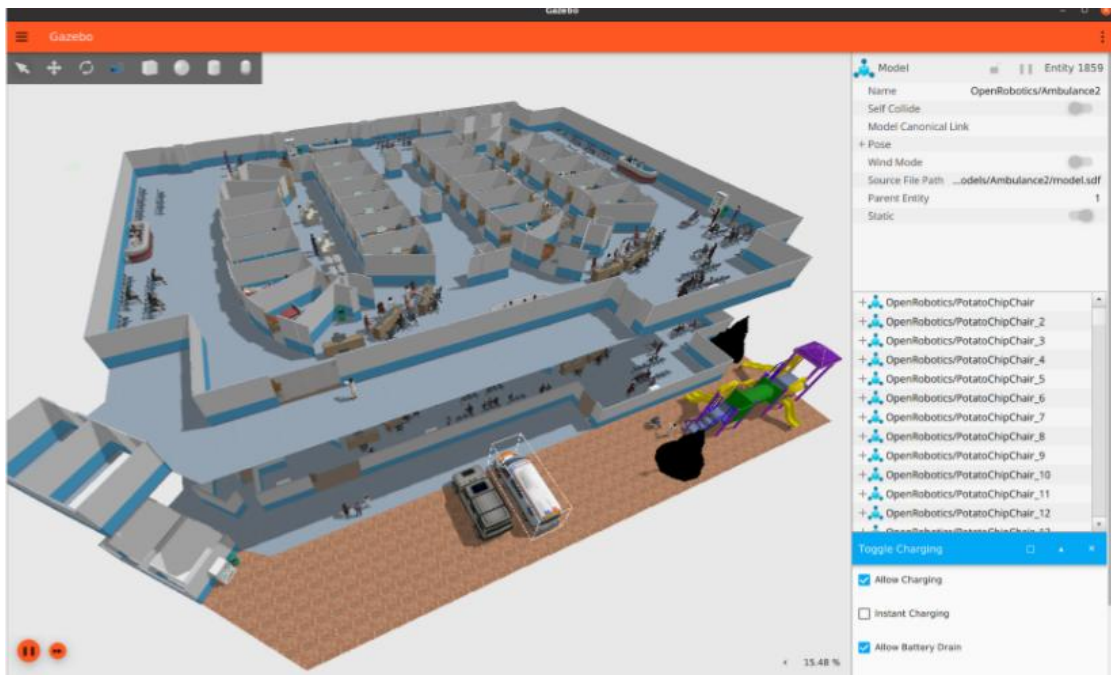 Gazebo
Gazebo
Model Entity 1859
Name OpenRobotics/Ambulance2
Self Collide
Model Canonical Link
+ Pose
Wind Mode
Source File Path ...odels/Ambulance2/model.sdf
Parent Entity 1
Static
+ OpenRobotics/PotatoChipChair
+ OpenRobotics/PotatoChipChair_2
+ OpenRobotics/PotatoChipChair_3
+ OpenRobotics/PotatoChipChair_4
+ OpenRobotics/PotatoChipChair_5
+ OpenRobotics/PotatoChipChair_6
+ OpenRobotics/PotatoChipChair_7
+ OpenRobotics/PotatoChipChair_8
+ OpenRobotics/PotatoChipChair_9
+ OpenRobotics/PotatoChipChair_10
+ OpenRobotics/PotatoChipChair_11
+ OpenRobotics/PotatoChipChair_12
Toggle Charging
Allow Charging
Instant Charging
Allow Battery Drain
15.48 %